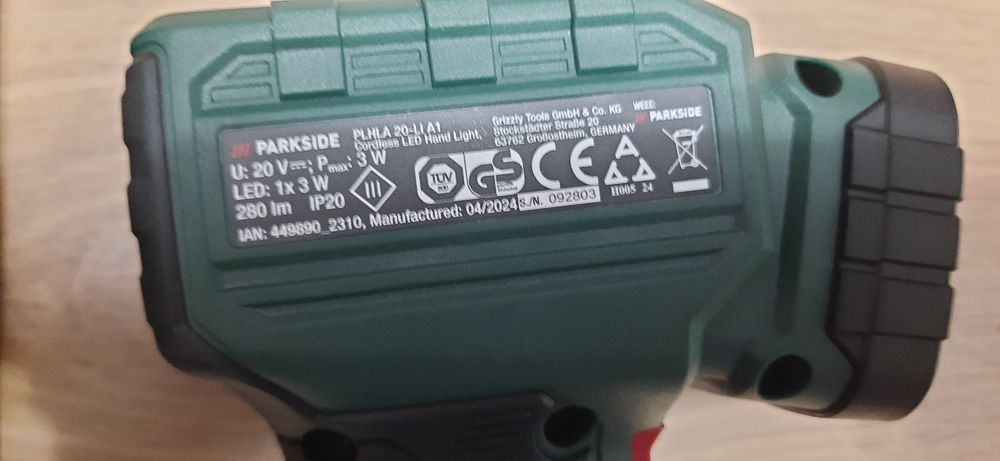 PARKSIDE
PLHLA 20-LI A1
Cordless LED Hand Light,
Grizzly Tools GmbH & Co. KG
Stockstädter Straße 20
63762 Großostheim, GERMANY
WEEE:
PARKSIDE
U: 20 V⎓; Pmax: 3 W
LED: 1x 3 W
280 lm IP20
III
TÜV
GS
CE
H005 24
IAN: 449890_2310, Manufactured: 04/2024
S./N. 092803